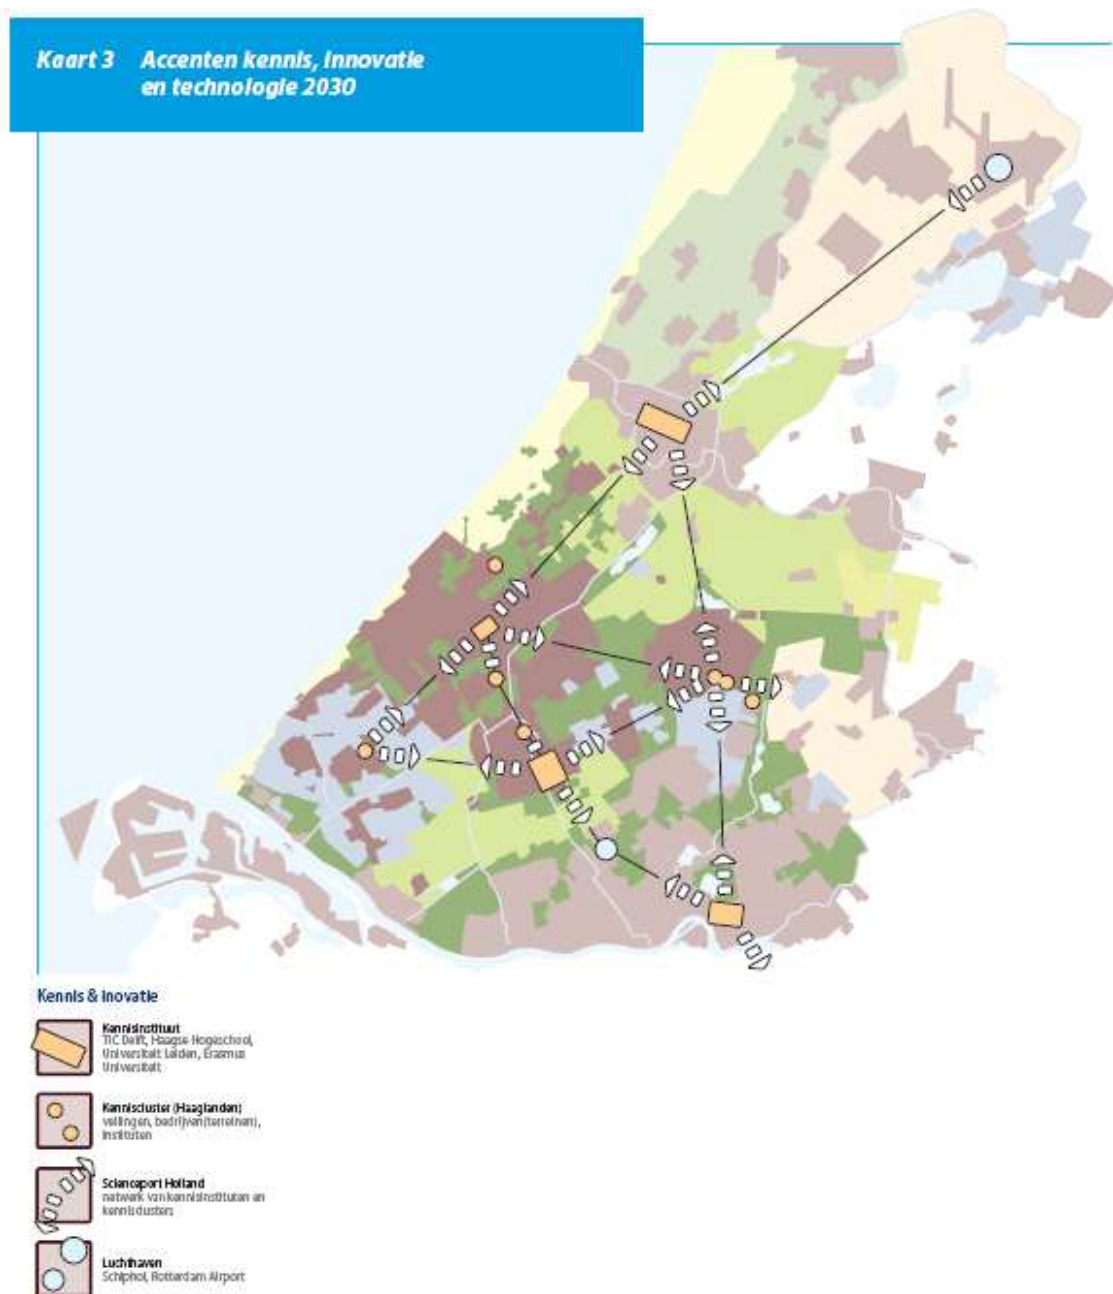 Kaart 3 Accenten kennis, innovatie
en technologie 2030
Kennis & inovatie
Kennisinstituut
TIC Delft, Haagse Hogeschool,
Universiteit Leiden, Erasmus
Universiteit
Kenniscluster (Haaglanden)
veilingen, bedrijven(terreinen),
instituten
Scienceport Holland
netwerk van kennisinstituten en
kennisclusters
Luchthaven
Schiphol, Rotterdam Airport